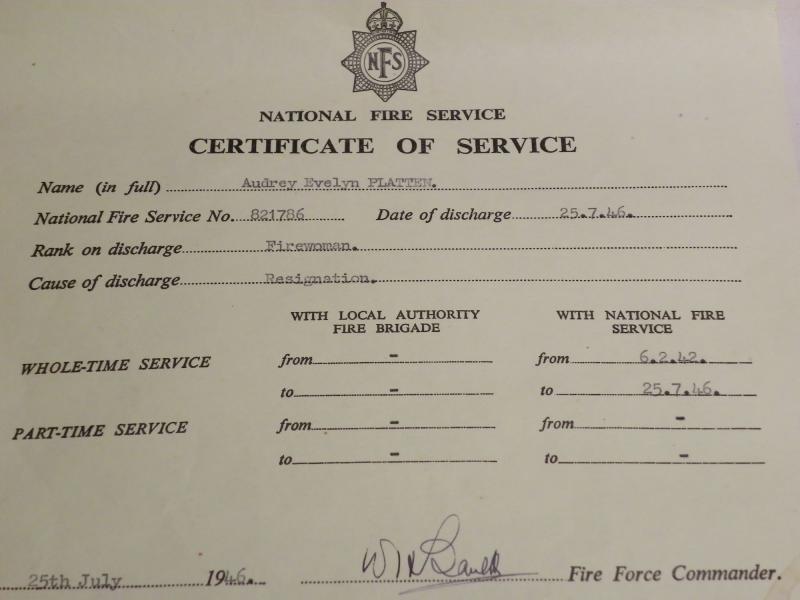 NFS
NATIONAL FIRE SERVICE
CERTIFICATE OF SERVICE
Name (in full) Audrey Evelyn PLATTEN.
National Fire Service No. 821786 Date of discharge 25.7.46.
Rank on discharge Firewoman.
Cause of discharge Resignation.
WITH LOCAL AUTHORITY FIRE BRIGADE WITH NATIONAL FIRE SERVICE
WHOLE-TIME SERVICE from - from 6.2.42.
to - to 25.7.46.
PART-TIME SERVICE from - from -
to - to -
25th July 1946. Fire Force Commander.